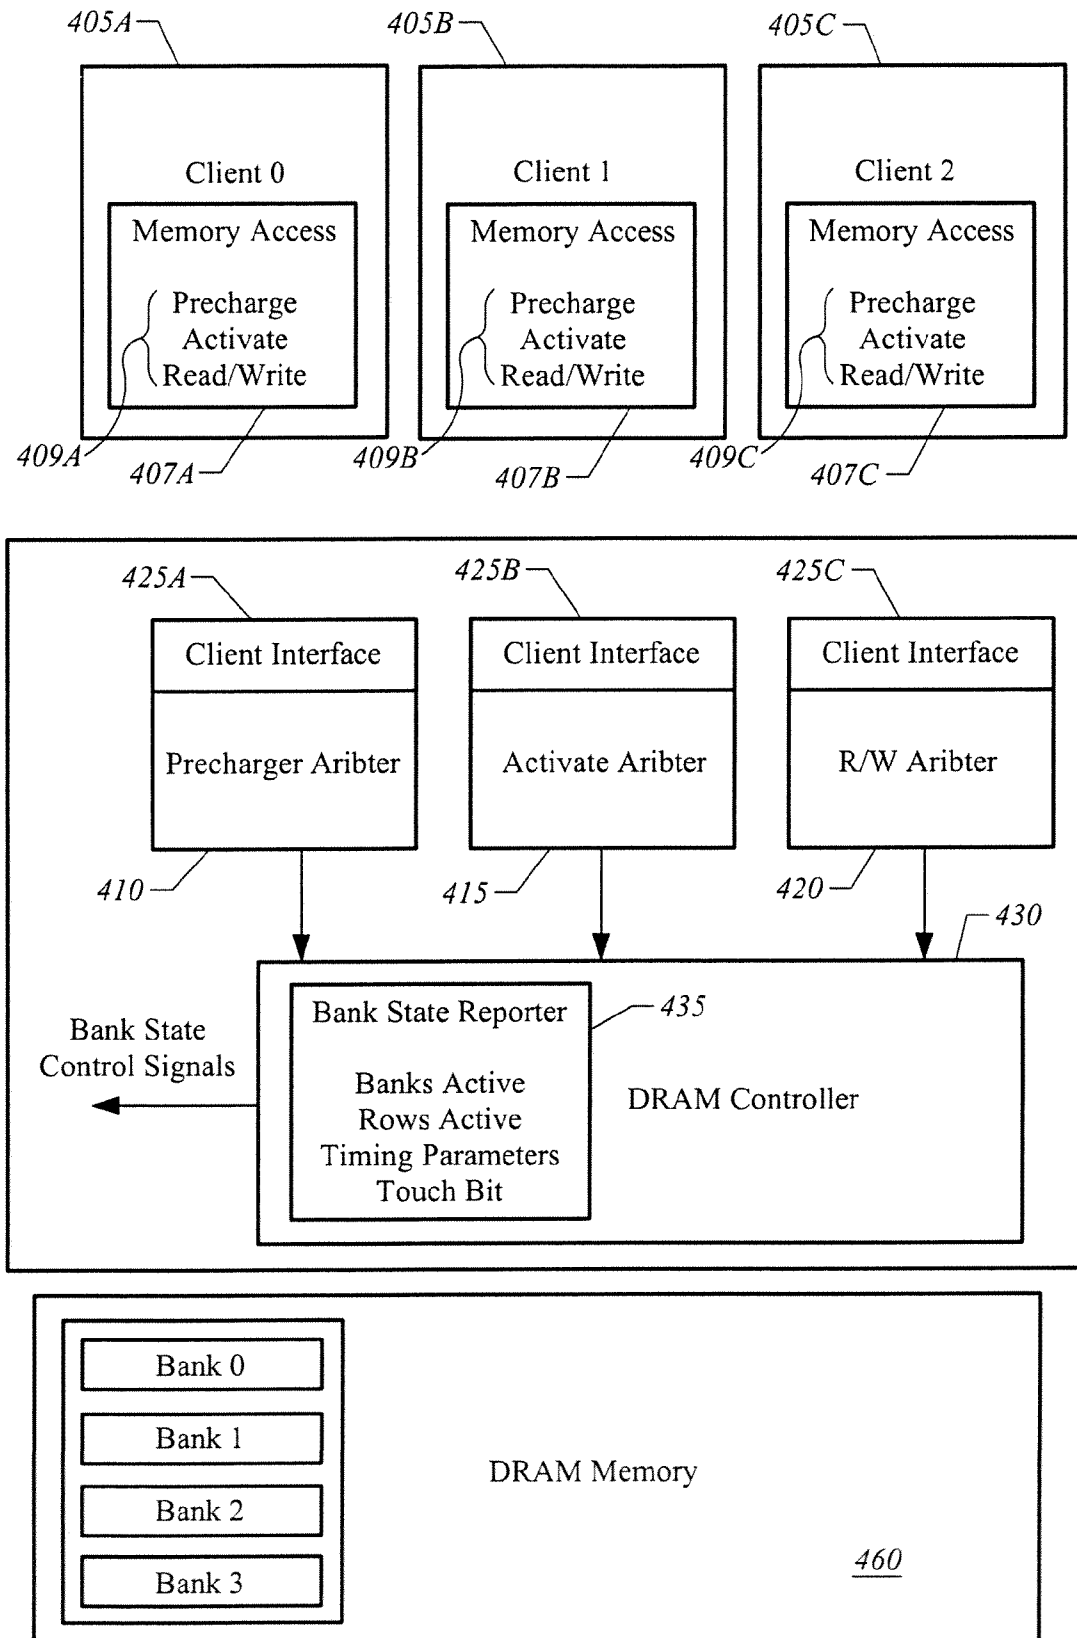 405A
405B
405C
Client 0
Client 1
Client 2
Memory Access
Memory Access
Memory Access
Precharge
Activate
Read/Write
Precharge
Activate
Read/Write
Precharge
Activate
Read/Write
409A
407A
409B
407B
409C
407C
425A
425B
425C
Client Interface
Client Interface
Client Interface
Precharger Aribter
Activate Aribter
R/W Aribter
410
415
420
430
Bank State Reporter
435
Bank State
Control Signals
Banks Active
Rows Active
Timing Parameters
Touch Bit
DRAM Controller
Bank 0
Bank 1
Bank 2
Bank 3
DRAM Memory
460